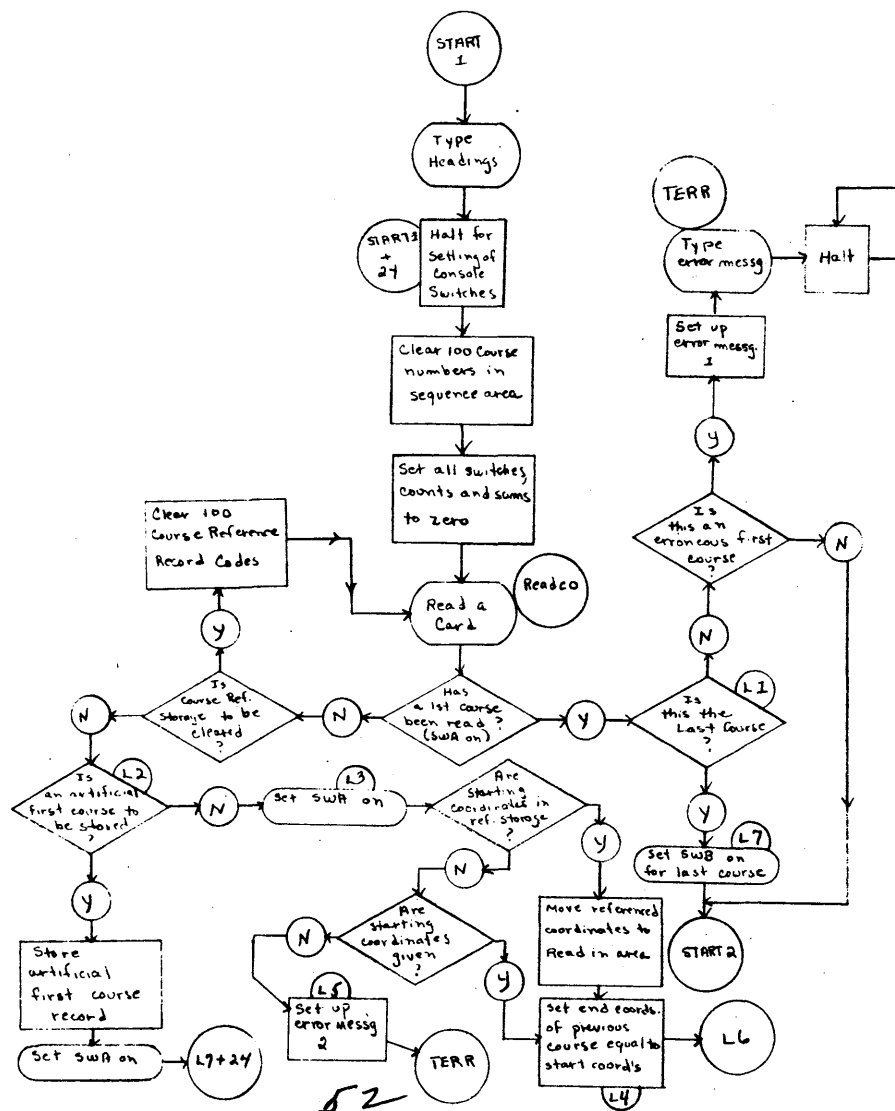 START
1
Type
Headings
START1
+
24
Halt for
Setting of
Console
Switches
Clear 100 Course
numbers in
sequence area
Set all switches,
counts and sums
to zero
Clear 100
Course Reference
Record Codes
Read a
Card
Readco
TERR
Type
error messg
Halt
Set up
error messg.
1
Y
Is
this an
erroneous first
course
?
N
N
Y
Is
Course Ref.
Storage to be
cleared
?
N
N
Has
a 1st course
been read?
(SWA on)
Y
L1
Is
this the
Last Course
?
Y
L7
Set SWB on
for last course
START 2
L2
Is
an artificial
first course to
be stored
?
N
L3
Set SWA on
Are
starting
coordinates in
ref. storage
?
Y
N
Y
Store
artificial
first course
record
Set SWA on
L7+24
N
Are
starting
coordinates
given
?
Y
L5
Set up
error Messg
2
TERR
Move referenced
coordinates to
Read in area
Set end coords.
of previous
course equal to
start coord's
L4
L6
52